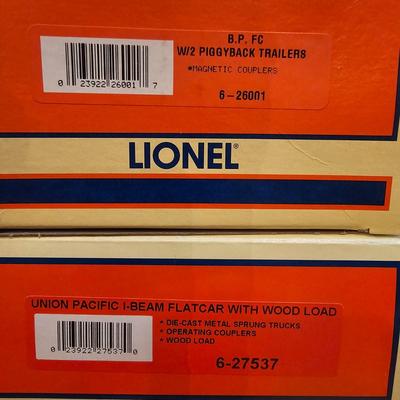 B.P. FC
W/2 PIGGYBACK TRAILERS
*MAGNETIC COUPLERS
0 23922 26001 7
6-26001
LIONEL®
UNION PACIFIC I-BEAM FLATCAR WITH WOOD LOAD
* DIE-CAST METAL SPRUNG TRUCKS
* OPERATING COUPLERS
* WOOD LOAD
0 23922 27537 0
6-27537